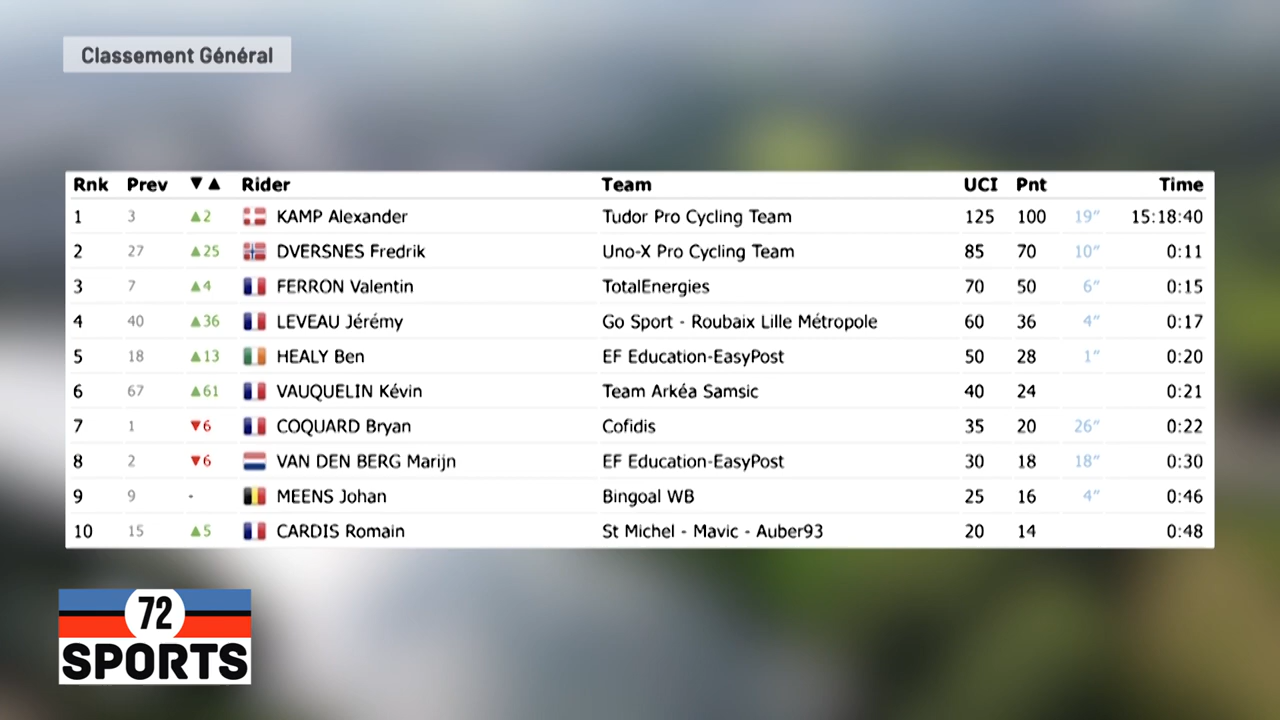 Classement Général
Rnk Prev ▼▲ Rider Team UCI Pnt Time
1 3 ▲2 KAMP Alexander Tudor Pro Cycling Team 125 100 19″ 15:18:40
2 27 ▲25 DVERSNES Fredrik Uno-X Pro Cycling Team 85 70 10″ 0:11
3 7 ▲4 FERRON Valentin TotalEnergies 70 50 6″ 0:15
4 40 ▲36 LEVEAU Jérémy Go Sport - Roubaix Lille Métropole 60 36 4″ 0:17
5 18 ▲13 HEALY Ben EF Education-EasyPost 50 28 1″ 0:20
6 67 ▲61 VAUQUELIN Kévin Team Arkéa Samsic 40 24 0:21
7 1 ▼6 COQUARD Bryan Cofidis 35 20 26″ 0:22
8 2 ▼6 VAN DEN BERG Marijn EF Education-EasyPost 30 18 18″ 0:30
9 9 - MEENS Johan Bingoal WB 25 16 4″ 0:46
10 15 ▲5 CARDIS Romain St Michel - Mavic - Auber93 20 14 0:48
72
SPORTS